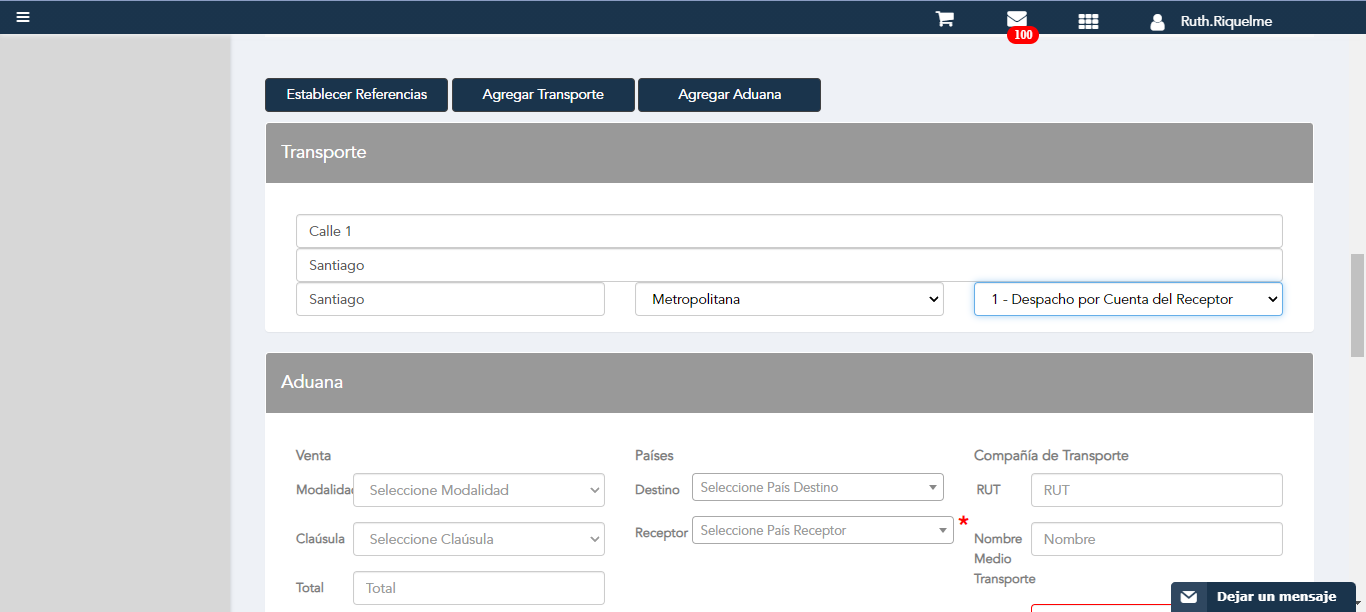 Ruth.Riquelme
100
Establecer Referencias Agregar Transporte Agregar Aduana
Transporte
Calle 1
Santiago
Santiago Metropolitana 1 - Despacho por Cuenta del Receptor
Aduana
Venta Países Compañía de Transporte
Modalidad Seleccione Modalidad Destino Seleccione País Destino RUT RUT
Claúsula Seleccione Claúsula Receptor Seleccione País Receptor * Nombre Nombre
Medio
Transporte
Total Total
Dejar un mensaje